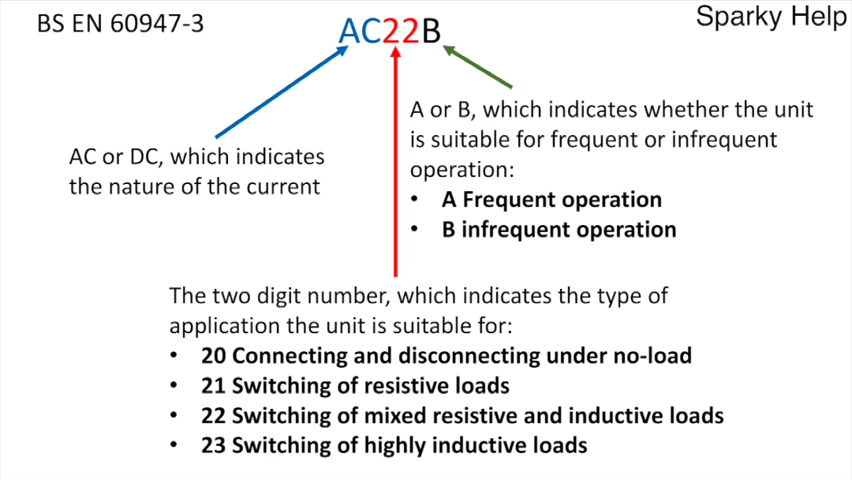 BS EN 60947-3
AC22B
Sparky Help
A or B, which indicates whether the unit
is suitable for frequent or infrequent
operation:
• A Frequent operation
• B infrequent operation
AC or DC, which indicates
the nature of the current
The two digit number, which indicates the type of
application the unit is suitable for:
• 20 Connecting and disconnecting under no-load
• 21 Switching of resistive loads
• 22 Switching of mixed resistive and inductive loads
• 23 Switching of highly inductive loads